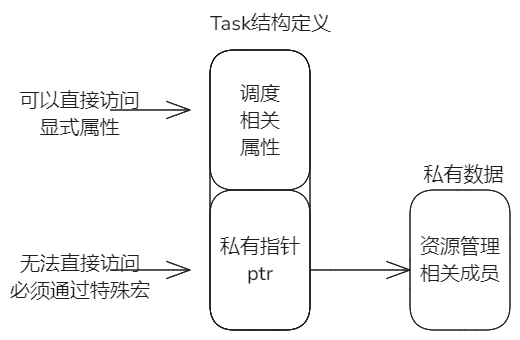 Task结构定义
可以直接访问
显式属性
调度
相关
属性
私有数据
无法直接访问
必须通过特殊宏
私有指针
ptr
资源管理
相关成员